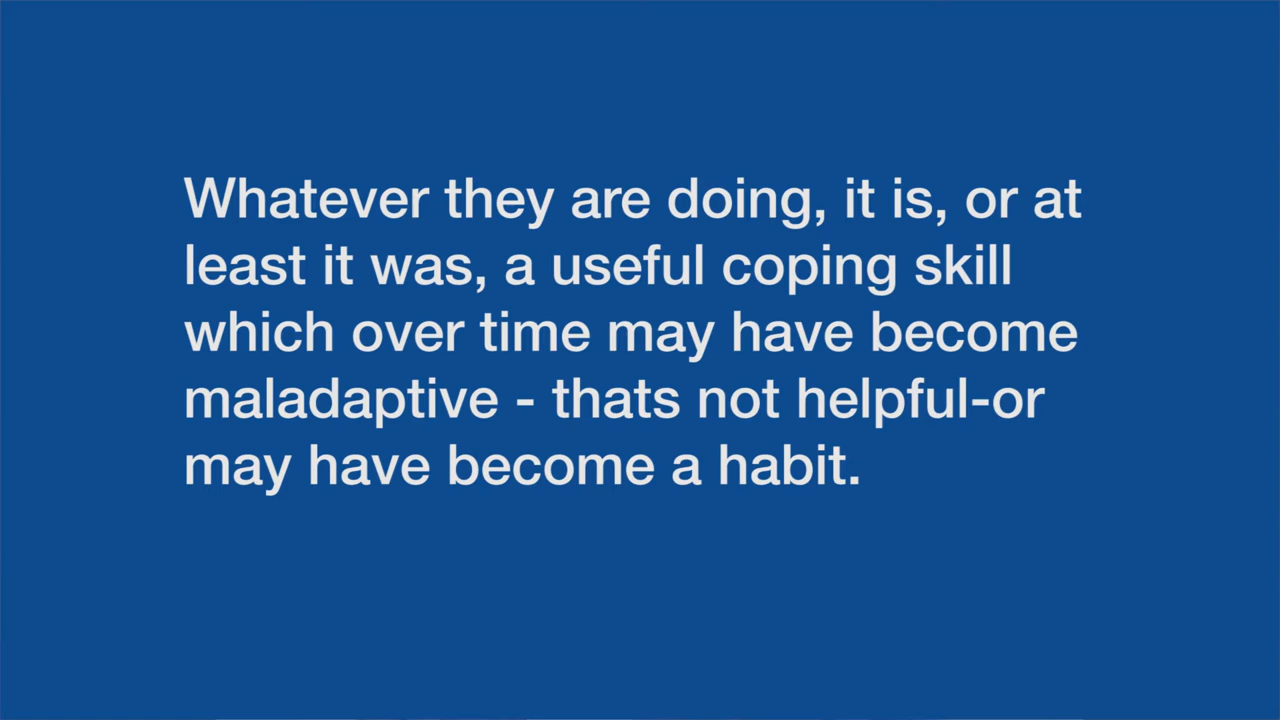 Whatever they are doing, it is, or at
least it was, a useful coping skill
which over time may have become
maladaptive - thats not helpful-or
may have become a habit.